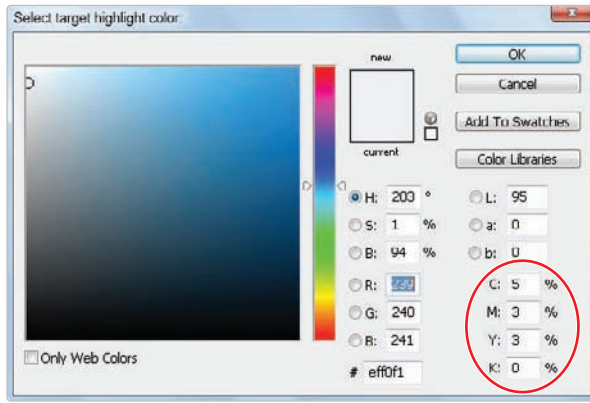 Select target highlight color:
new
current
OK
Cancel
Add To Swatches
Color Libraries
H: 203 °
S: 1 %
B: 94 %
R: 239
G: 240
B: 241
# eff0f1
L: 95
a: 0
b: 0
C: 5 %
M: 3 %
Y: 3 %
K: 0 %
Only Web Colors